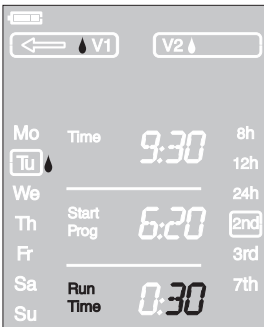 V1 V2
Mo Time 9:30 8h
Tu 12h
We 24h
Th Start Prog 6:20 2nd
Fr 3rd
Sa Run Time 0:30 7th
Su